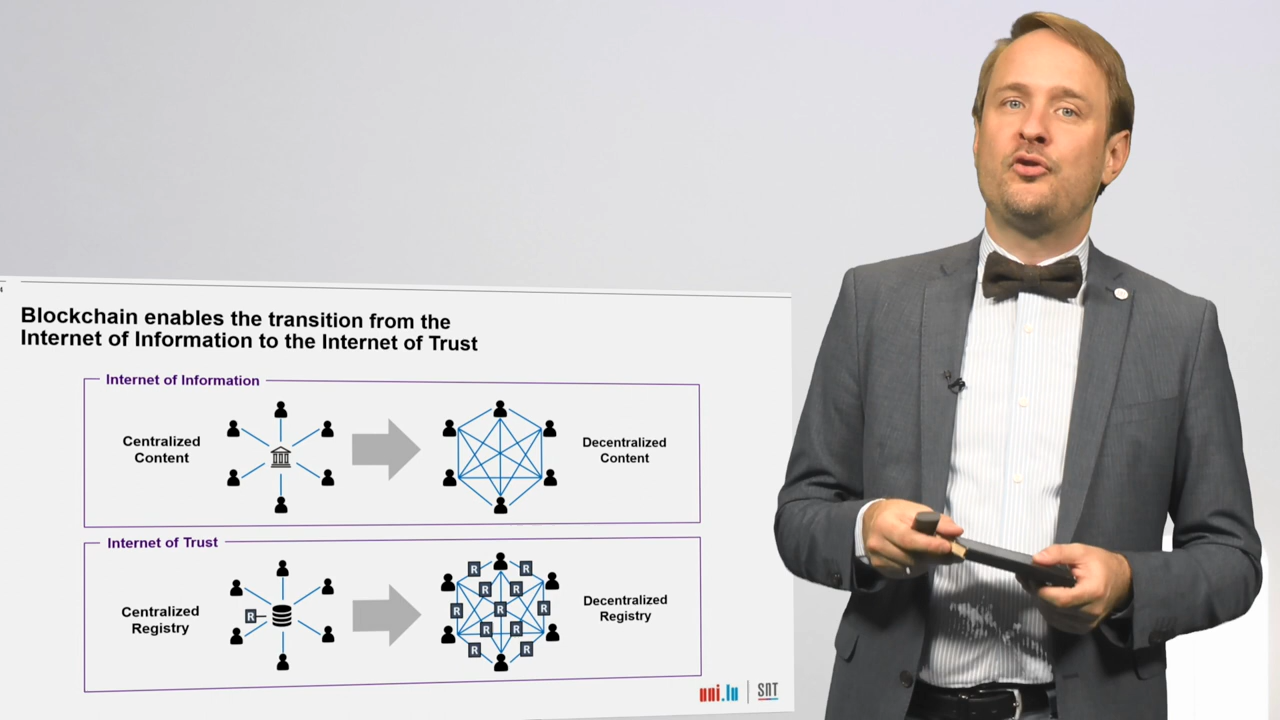 Blockchain enables the transition from the
Internet of Information to the Internet of Trust
Internet of Information
Centralized
Content
Decentralized
Content
Internet of Trust
R
R
R
R
R
R
R
R
R
R
R
R
Centralized
Registry
R
Decentralized
Registry
uni.lu | SNT